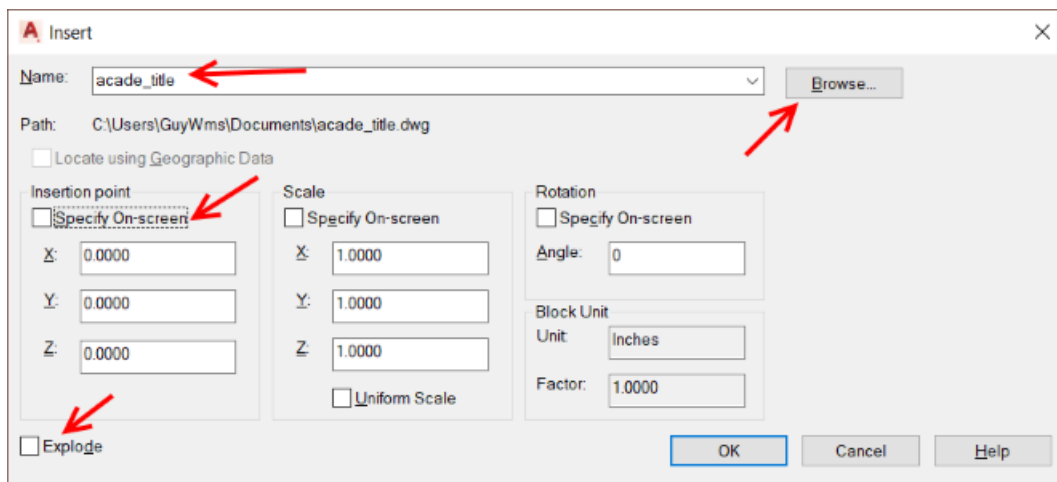 Insert
Name: acade_title Browse...
Path: C:\Users\GuyWms\Documents\acade_title.dwg
Locate using Geographic Data
Insertion point
Specify On-screen
X: 0.0000
Y: 0.0000
Z: 0.0000
Scale
Specify On-screen
X: 1.0000
Y: 1.0000
Z: 1.0000
Uniform Scale
Rotation
Specify On-screen
Angle: 0
Block Unit
Unit: Inches
Factor: 1.0000
Explode
OK Cancel Help